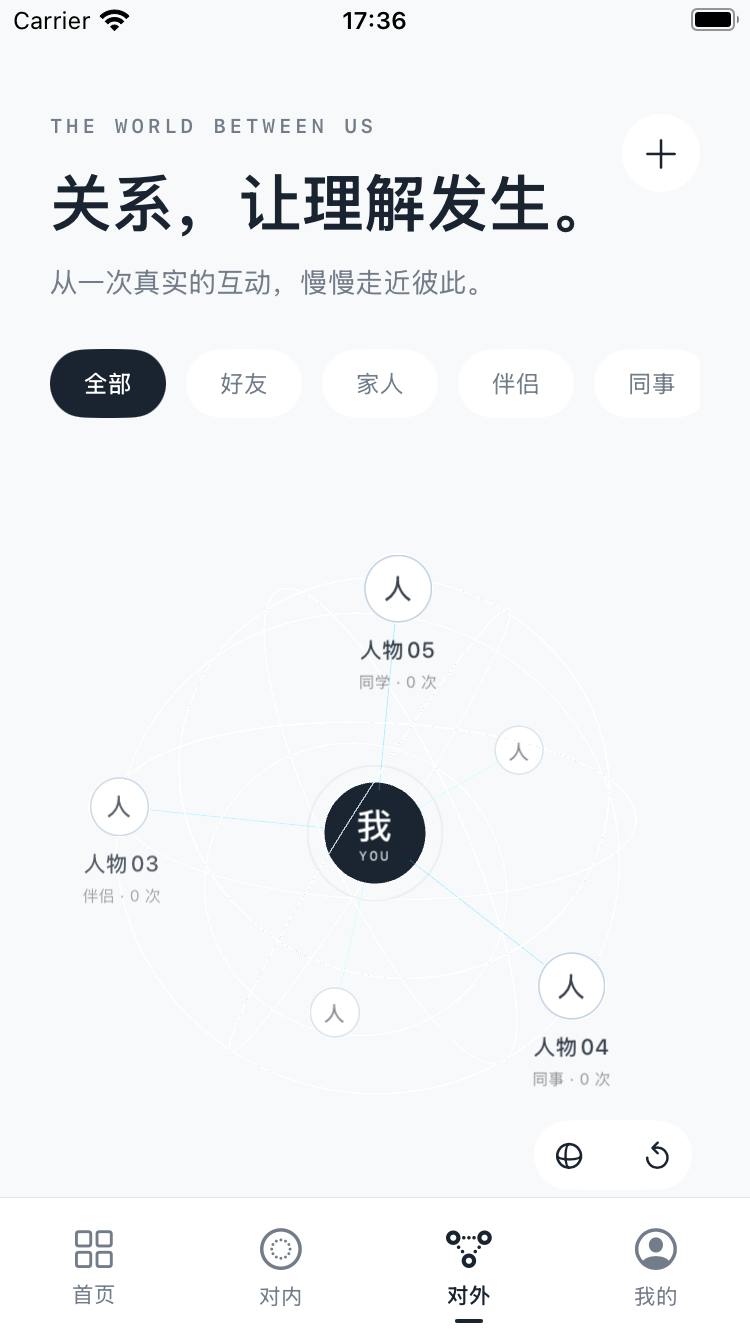 Carrier 17:36
THE WORLD BETWEEN US
关系，让理解发生。
从一次真实的互动，慢慢走近彼此。
全部 好友 家人 伴侣 同事
人
人物05
同学 · 0 次
人
人
人物03
伴侣 · 0 次
我
YOU
人
人
人物04
同事 · 0 次
首页 对内 对外 我的